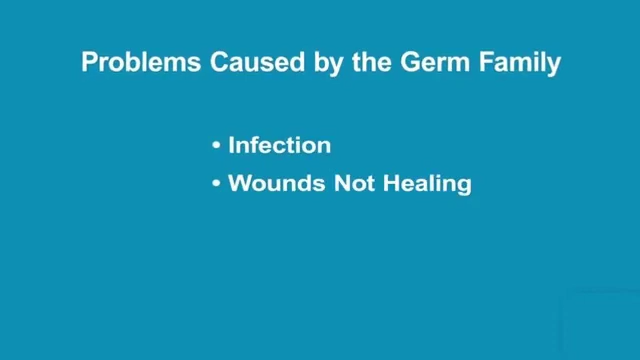 Problems Caused by the Germ Family
• Infection
• Wounds Not Healing